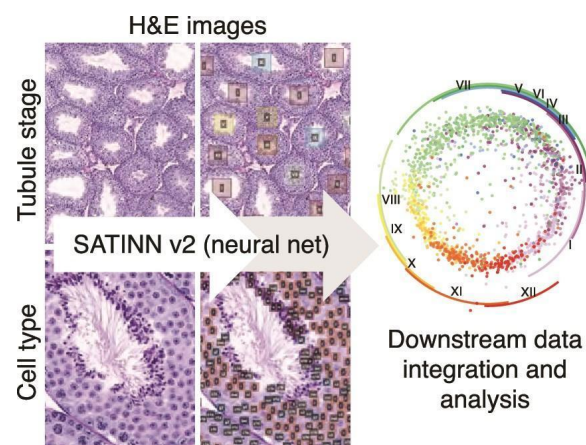 H&E images
Tubule stage
Cell type
SATINN v2 (neural net)
VII
V
VI
IV
III
II
I
XII
XI
X
IX
VIII
Downstream data
integration and
analysis